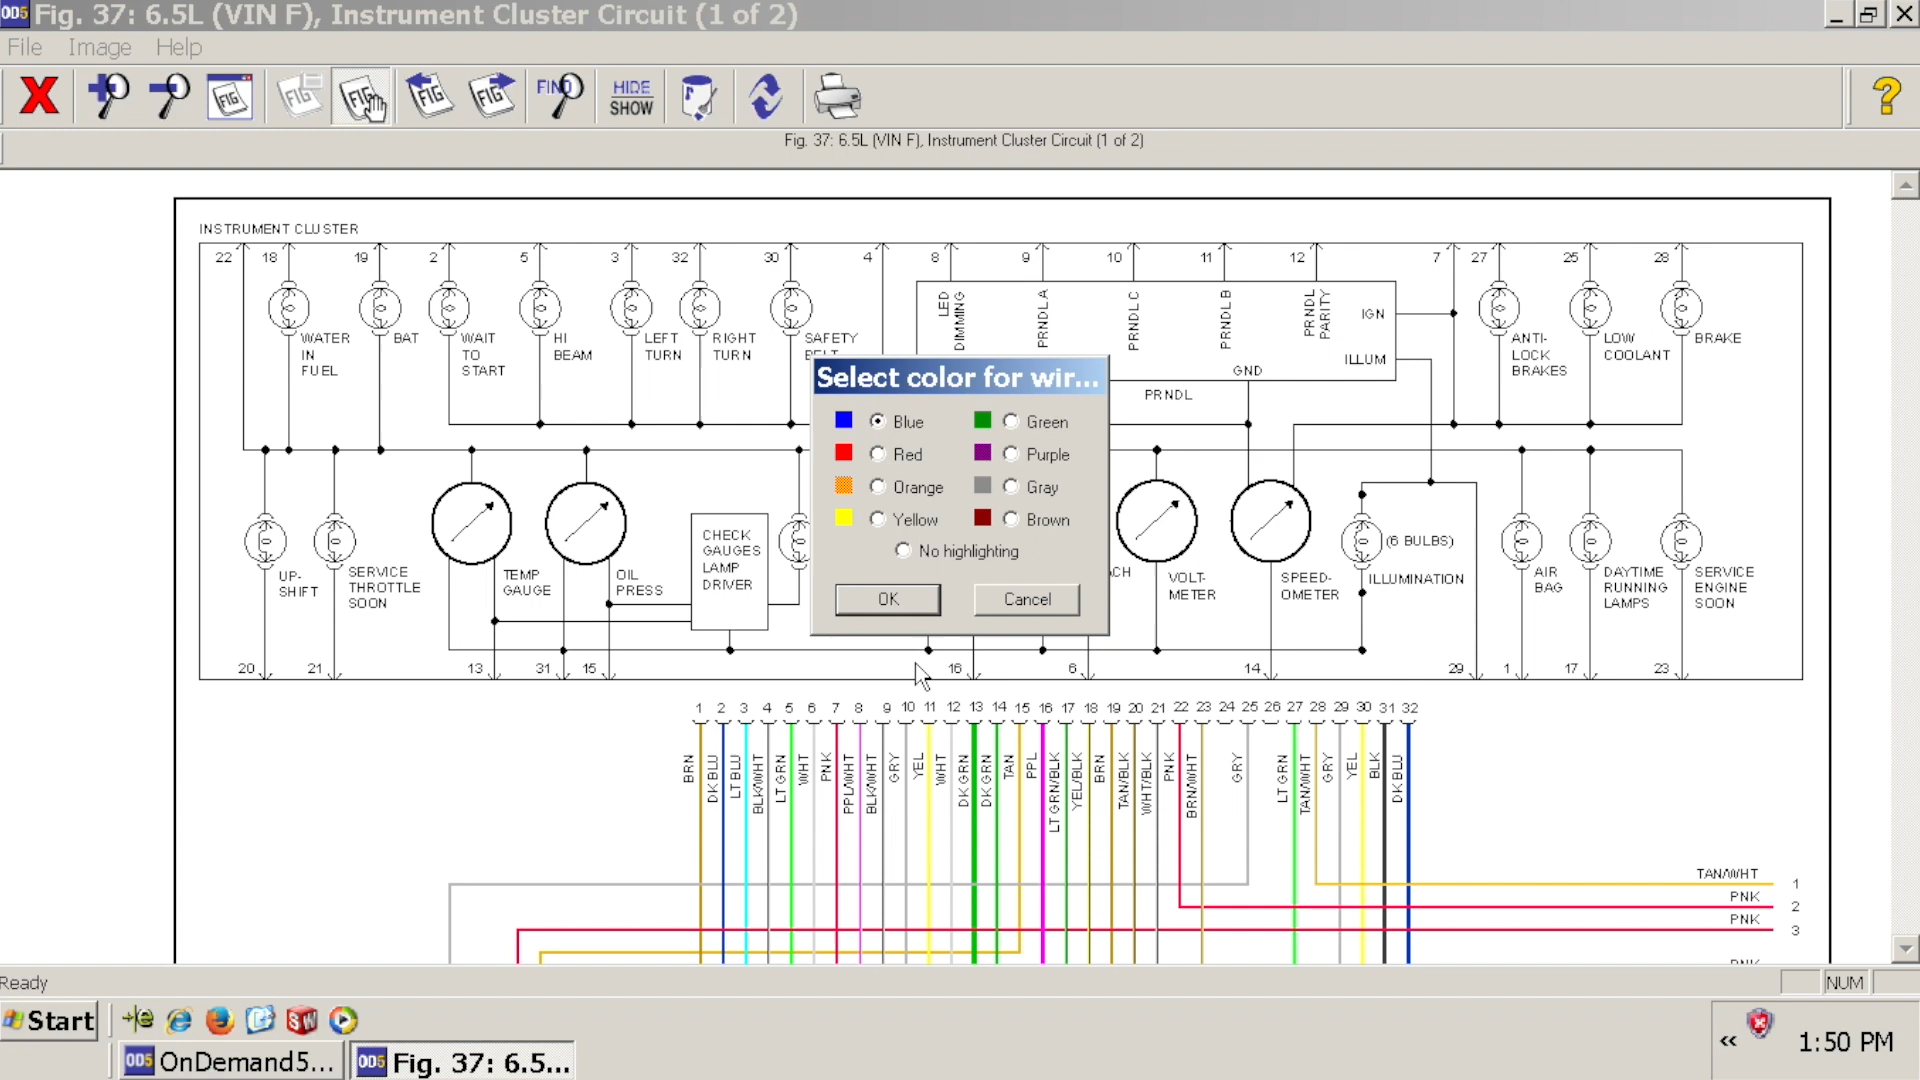 OD5 Fig. 37: 6.5L (VIN F), Instrument Cluster Circuit (1 of 2)
File Image Help
FIG FIG FIG FIG FIG FIND HIDE SHOW ?
Fig. 37: 6.5L (VIN F), Instrument Cluster Circuit (1 of 2)
INSTRUMENT CLUSTER
22 18 19 2 5 3 32 30 4 8 9 10 11 12 7 27 25 28
LED DIMMING
PRNDL A
PRNDL C
PRNDL B
PRNDL PARITY
IGN
ILLUM
GND
PRNDL
WATER
IN
FUEL
BAT
WAIT
TO
START
HI
BEAM
LEFT
TURN
RIGHT
TURN
SAFETY
ANTI-
LOCK
BRAKES
LOW
COOLANT
BRAKE
Select color for wir...
Blue Green
Red Purple
Orange Gray
Yellow Brown
No highlighting
OK Cancel
UP-
SHIFT
SERVICE
THROTTLE
SOON
TEMP
GAUGE
OIL
PRESS
CHECK
GAUGES
LAMP
DRIVER
CH
VOLT-
METER
SPEED-
OMETER
(6 BULBS)
ILLUMINATION
AIR
BAG
DAYTIME
RUNNING
LAMPS
SERVICE
ENGINE
SOON
20 21 13 31 15 16 6 14 29 1 17 23
1 2 3 4 5 6 7 8 9 10 11 12 13 14 15 16 17 18 19 20 21 22 23 24 25 26 27 28 29 30 31 32
BRN
DK BLU
LT BLU
BLK/WHT
LT GRN
WHT
PNK
PPL/WHT
BLK/WHT
GRY
YEL
WHT
DK GRN
DK GRN
TAN
PPL
LT GRN/BLK
YEL/BLK
BRN
TAN/BLK
WHT/BLK
PNK
BRN/WHT
GRY
LT GRN
TAN/WHT
GRY
YEL
BLK
DK BLU
TAN/WHT 1
PNK 2
PNK 3
Ready NUM
Start
OD5 OnDemand5... OD5 Fig. 37: 6.5...
« 1:50 PM